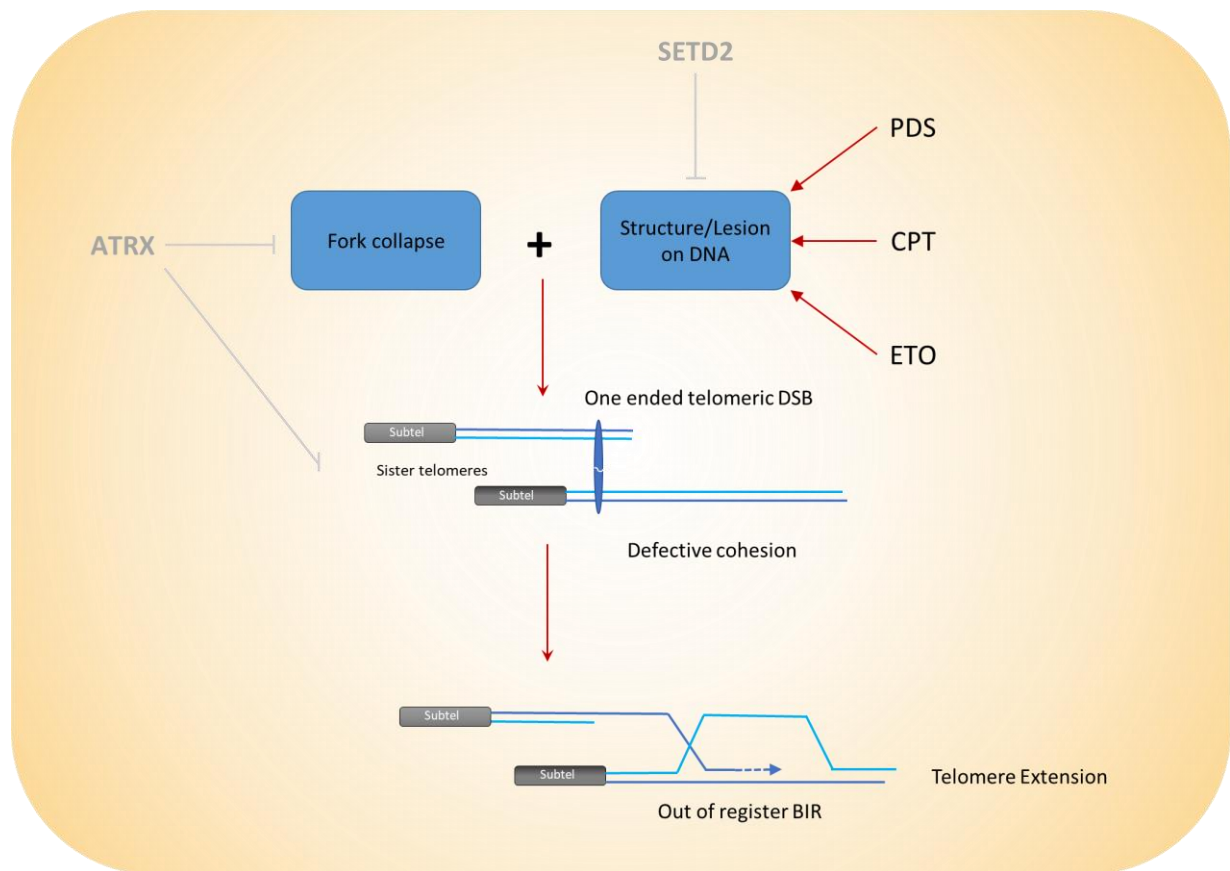 SETD2
PDS
ATRX
Fork collapse
+
Structure/Lesion
on DNA
CPT
ETO
One ended telomeric DSB
Subtel
Sister telomeres
Subtel
Defective cohesion
Subtel
Subtel
Telomere Extension
Out of register BIR